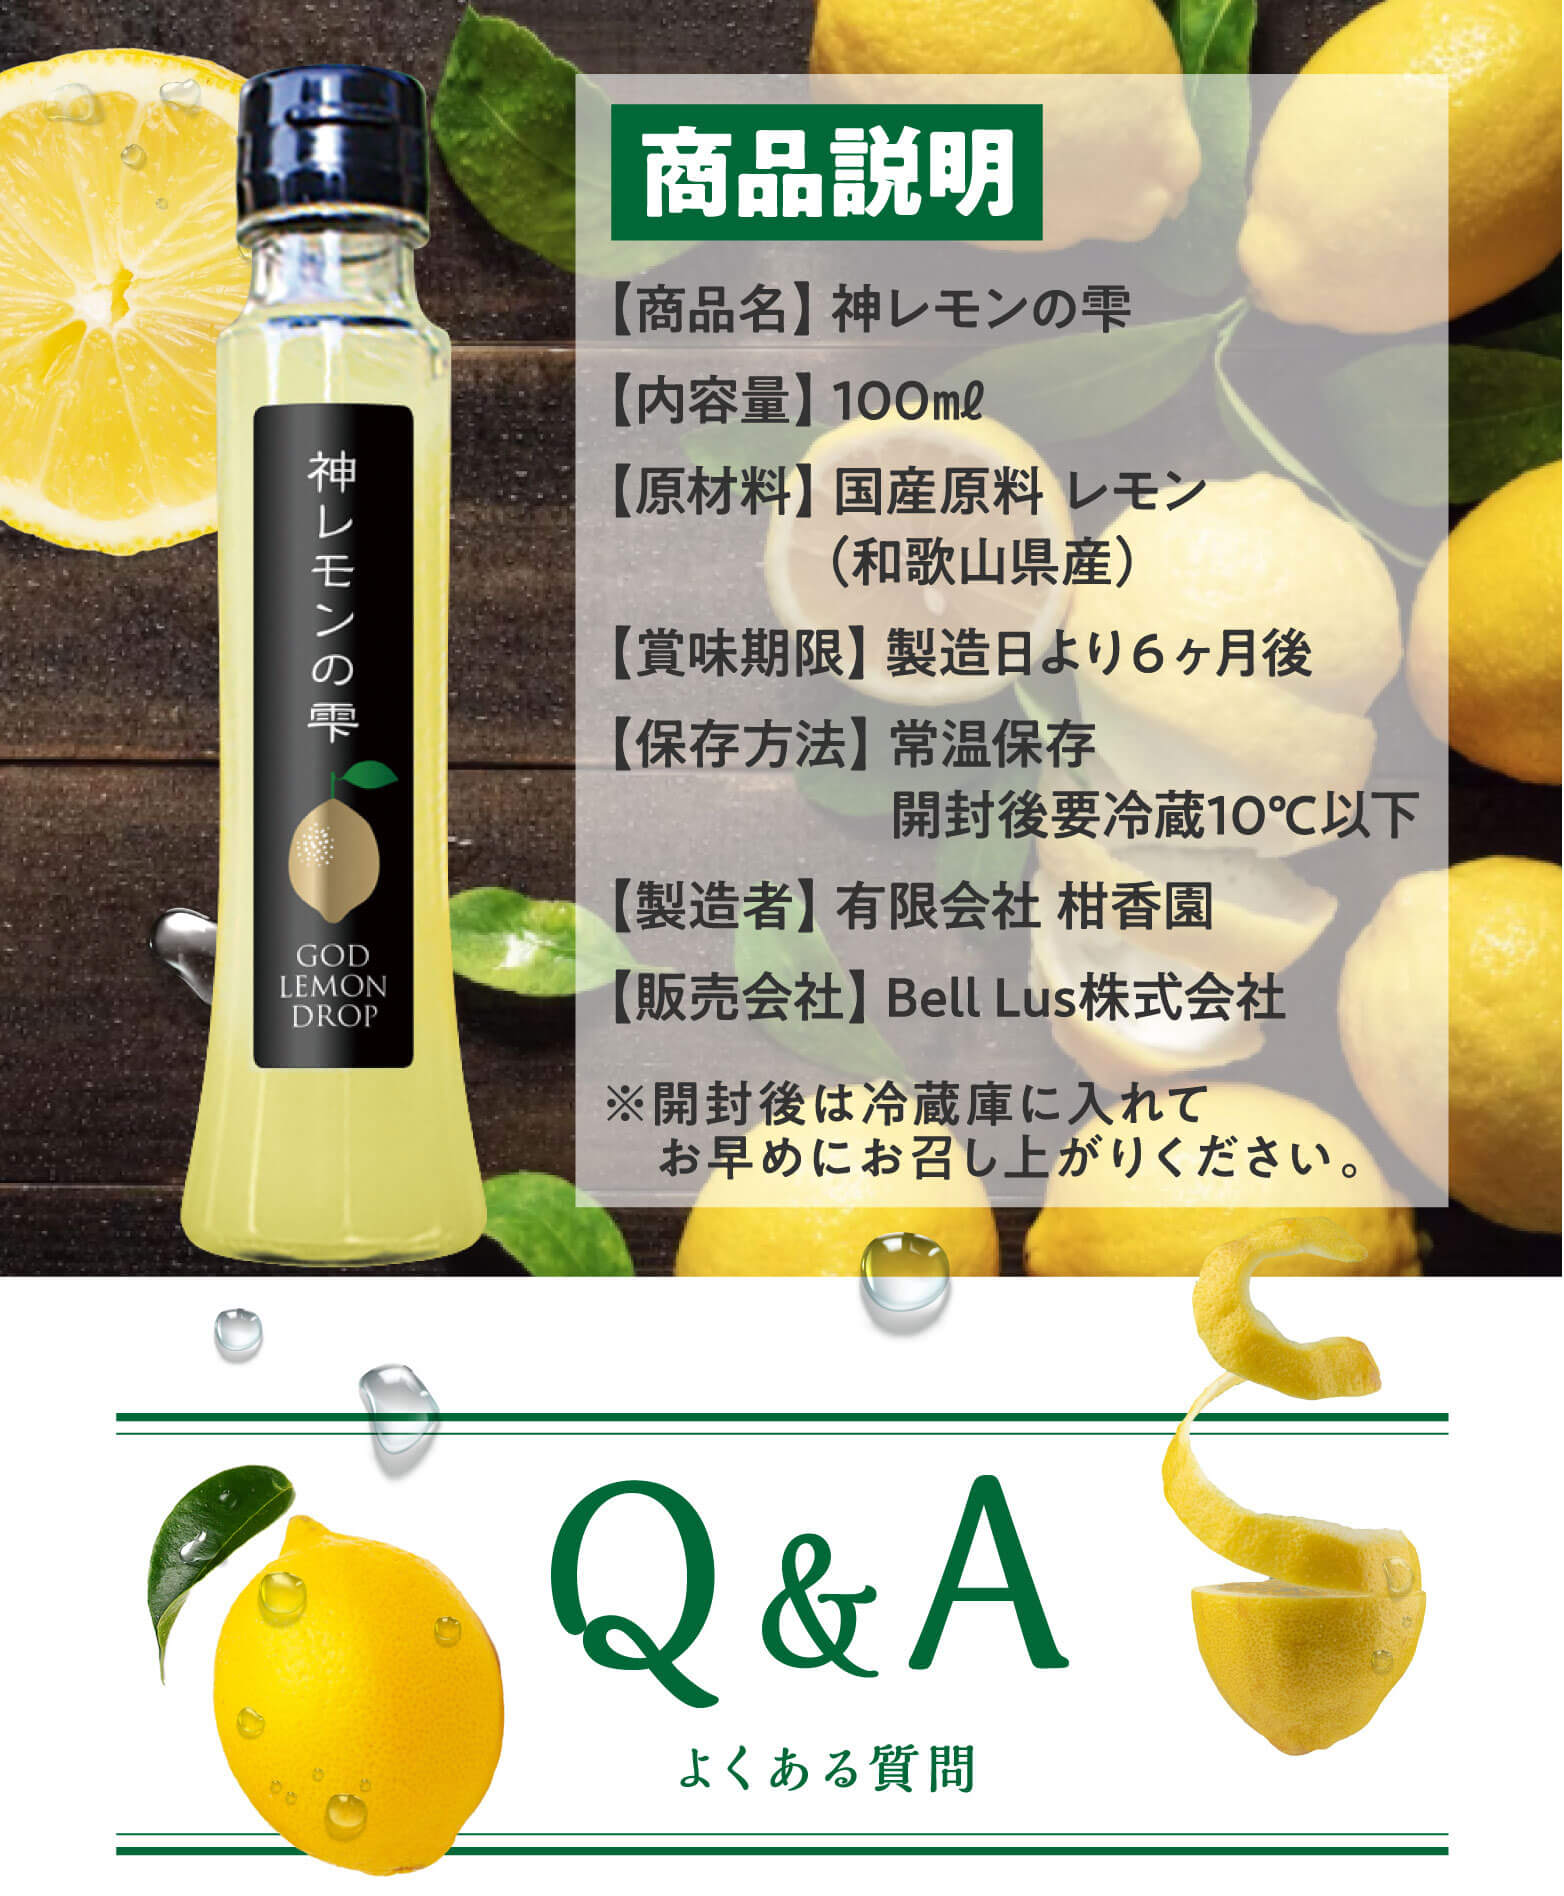 神レモンの雫
GOD
LEMON
DROP
商品説明
【商品名】神レモンの雫
【内容量】100㎖
【原材料】国産原料 レモン
（和歌山県産）
【賞味期限】製造日より6ヶ月後
【保存方法】常温保存
開封後要冷蔵10℃以下
【製造者】有限会社 柑香園
【販売会社】Bell Lus株式会社
※開封後は冷蔵庫に入れて
お早めにお召し上がりください。
Q&A
よくある質問